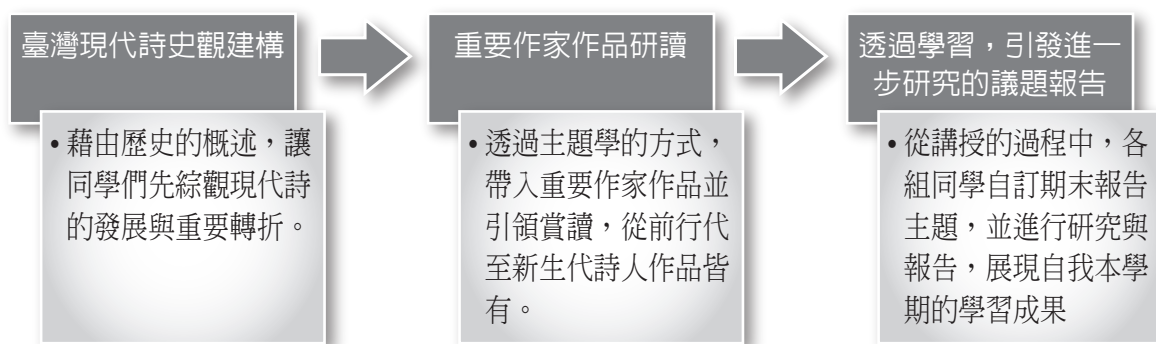 臺灣現代詩史觀建構
• 藉由歷史的概述，讓
同學們先綜觀現代詩
的發展與重要轉折。
重要作家作品研讀
• 透過主題學的方式，
帶入重要作家作品並
引領賞讀，從前行代
至新生代詩人作品皆
有。
透過學習，引發進一
步研究的議題報告
• 從講授的過程中，各
組同學自訂期末報告
主題，並進行研究與
報告，展現自我本學
期的學習成果